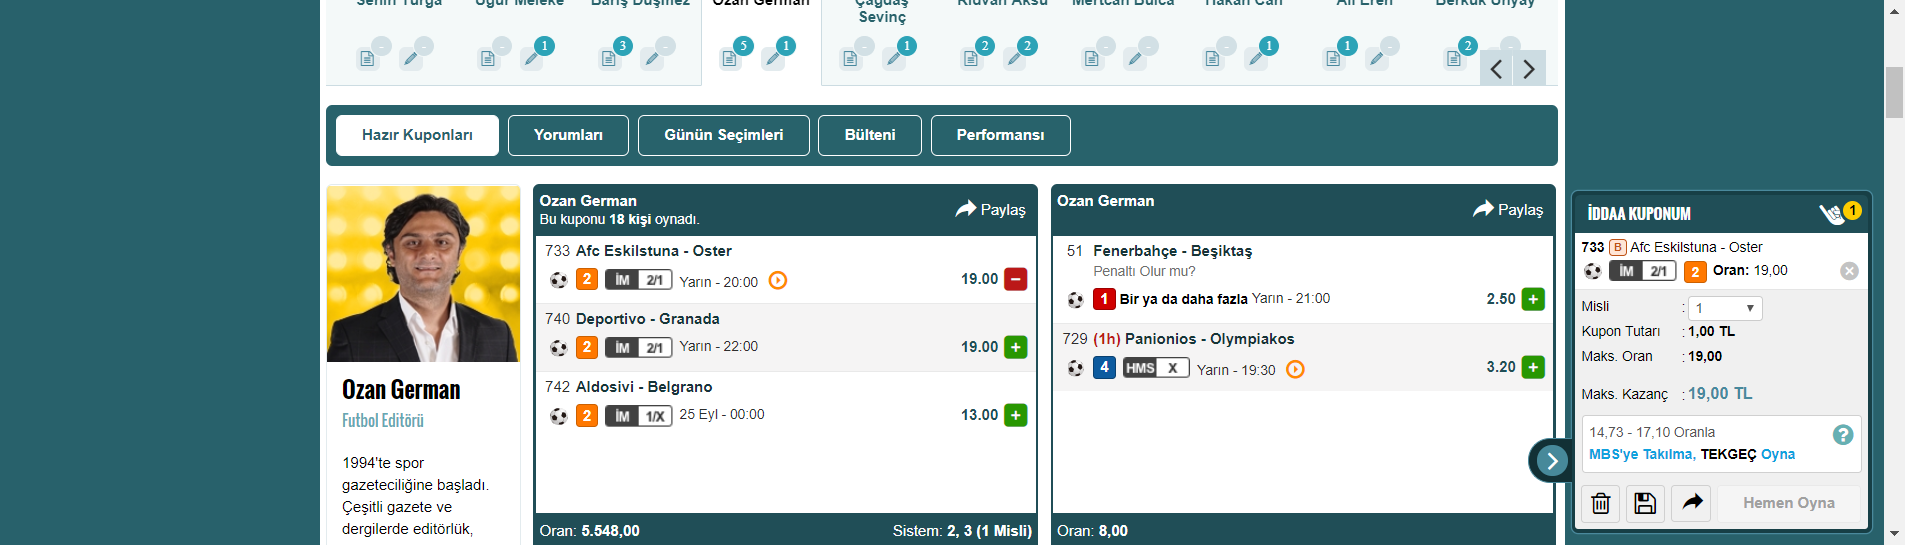 Senin Turga
Uğur Meleke
Barış Düşmez
Ozan German
Çağdaş
Sevinç
Rıdvan Aksu
Mertcan Bulca
Hakan Can
Ali Eren
Berkük Ünyay
- -
- 1
3 -
5 1
- 1
2 2
- -
- 1
1 -
2 -
Hazır Kuponları
Yorumları
Günün Seçimleri
Bülteni
Performansı
Ozan German
Futbol Editörü
1994'te spor
gazeteciliğine başladı.
Çeşitli gazete ve
dergilerde editörlük,
Ozan German
Bu kuponu 18 kişi oynadı.
Paylaş
733 Afc Eskilstuna - Oster
2 İM 2/1 Yarın - 20:00 19.00
740 Deportivo - Granada
2 İM 2/1 Yarın - 22:00 19.00
742 Aldosivi - Belgrano
2 İM 1/X 25 Eyl - 00:00 13.00
Oran: 5.548,00 Sistem: 2, 3 (1 Misli)
Ozan German
Paylaş
51 Fenerbahçe - Beşiktaş
Penaltı Olur mu?
1 Bir ya da daha fazla Yarın - 21:00 2.50
729 (1h) Panionios - Olympiakos
4 HMS X Yarın - 19:30 3.20
Oran: 8,00
İDDAA KUPONUM 1
733 B Afc Eskilstuna - Oster
İM 2/1 2 Oran: 19,00
Misli : 1
Kupon Tutarı : 1,00 TL
Maks. Oran : 19,00
Maks. Kazanç : 19,00 TL
14,73 - 17,10 Oranla
MBS'ye Takılma, TEKGEÇ Oyna
Hemen Oyna